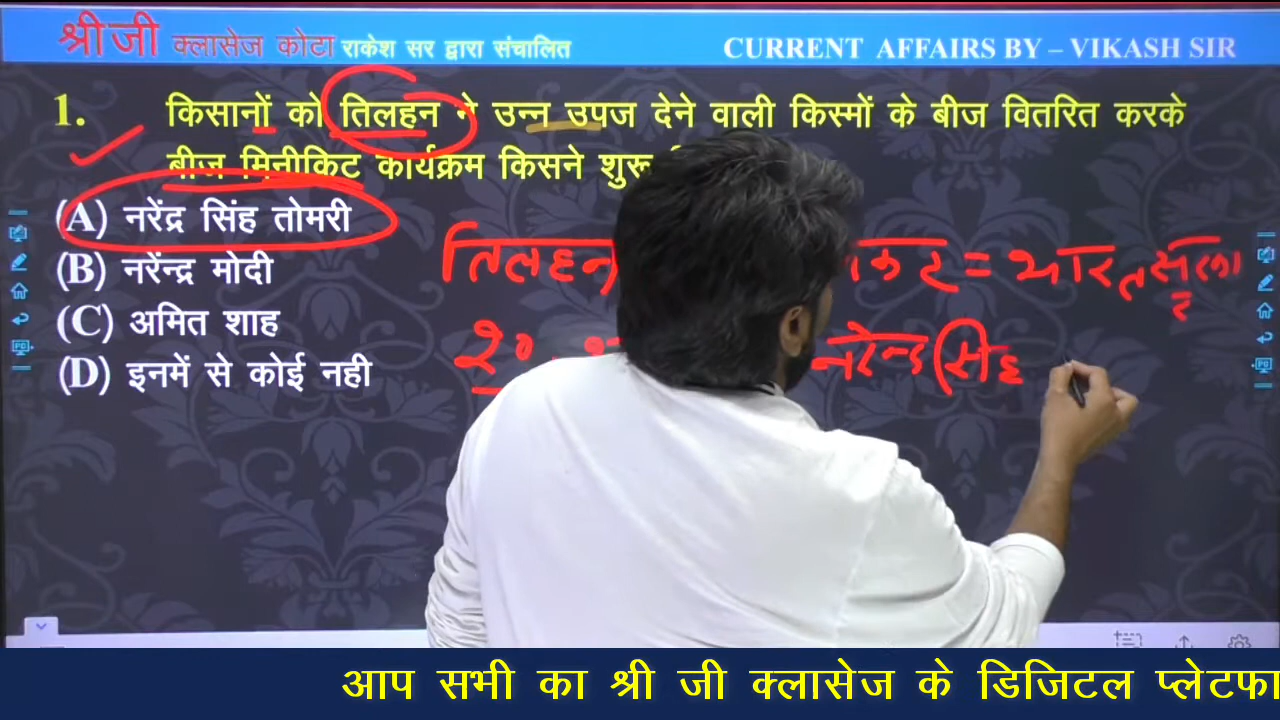 श्रीजी क्लासेज कोटा राकेश सर द्वारा संचालित CURRENT AFFAIRS BY – VIKASH SIR
1. किसानों को तिलहन ने उन्न उपज देने वाली किस्मों के बीज वितरित करके
बीज मिनीकिट कार्यक्रम किसने शुरू
(A) नरेंद्र सिंह तोमरी
(B) नरेन्द्र मोदी
(C) अमित शाह
(D) इनमें से कोई नही
तिलहन = भारत
नरेन्द्र सिंह
आप सभी का श्री जी क्लासेज के डिजिटल प्लेटफा